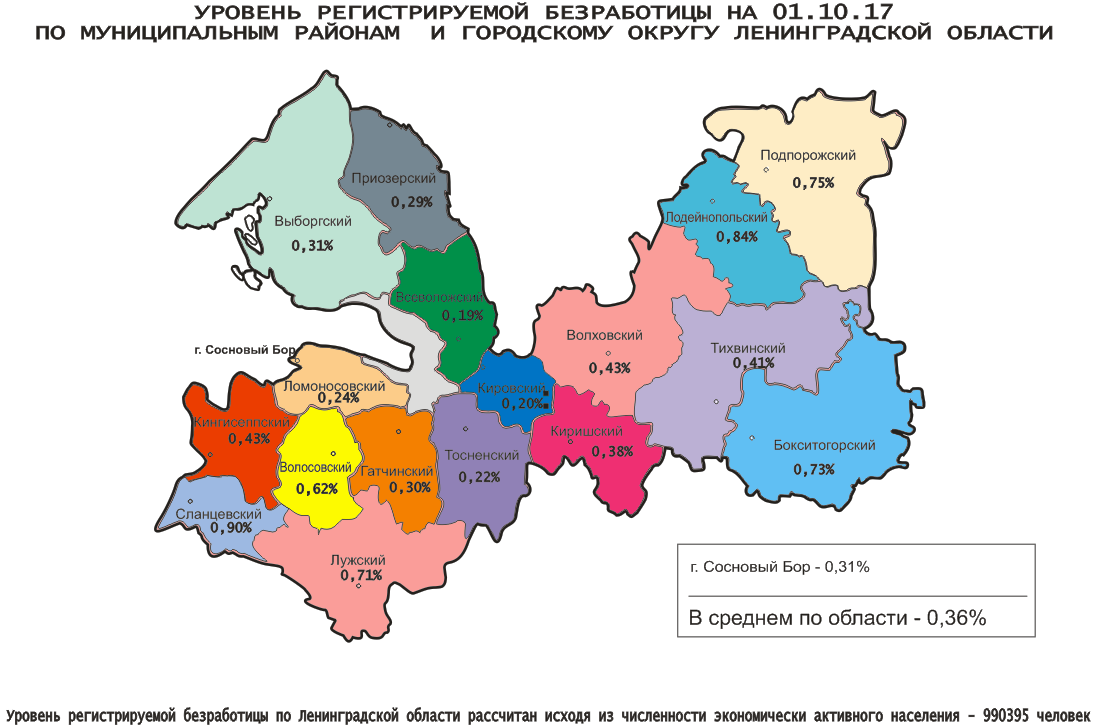 УРОВЕНЬ РЕГИСТРИРУЕМОЙ БЕЗРАБОТИЦЫ НА 01.10.17
ПО МУНИЦИПАЛЬНЫМ РАЙОНАМ И ГОРОДСКОМУ ОКРУГУ ЛЕНИНГРАДСКОЙ ОБЛАСТИ
Подпорожский
0,75%
Приозерский
0,29%
Выборгский
0,31%
Лодейнопольский
0,84%
Всеволожский
0,19%
Волховский
0,43%
Тихвинский
0,41%
г. Сосновый Бор
Ломоносовский
0,24%
Кировский
0,20%
Кингисеппский
0,43%
Киришский
0,38%
Бокситогорский
0,73%
Волосовский
0,62%
Гатчинский
0,30%
Тосненский
0,22%
Сланцевский
0,90%
Лужский
0,71%
г. Сосновый Бор - 0,31%
В среднем по области - 0,36%
Уровень регистрируемой безработицы по Ленинградской области рассчитан исходя из численности экономически активного населения – 990395 человек